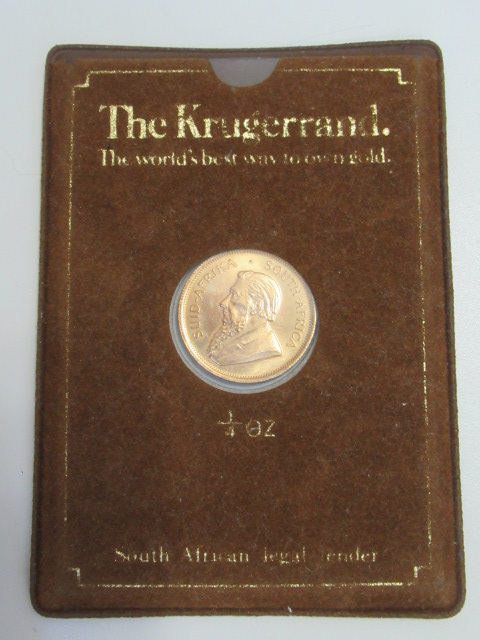 The Krugerrand.
The world's best way to own gold.
SUID-AFRIKA • SOUTH AFRICA
1/4 OZ
South African legal tender